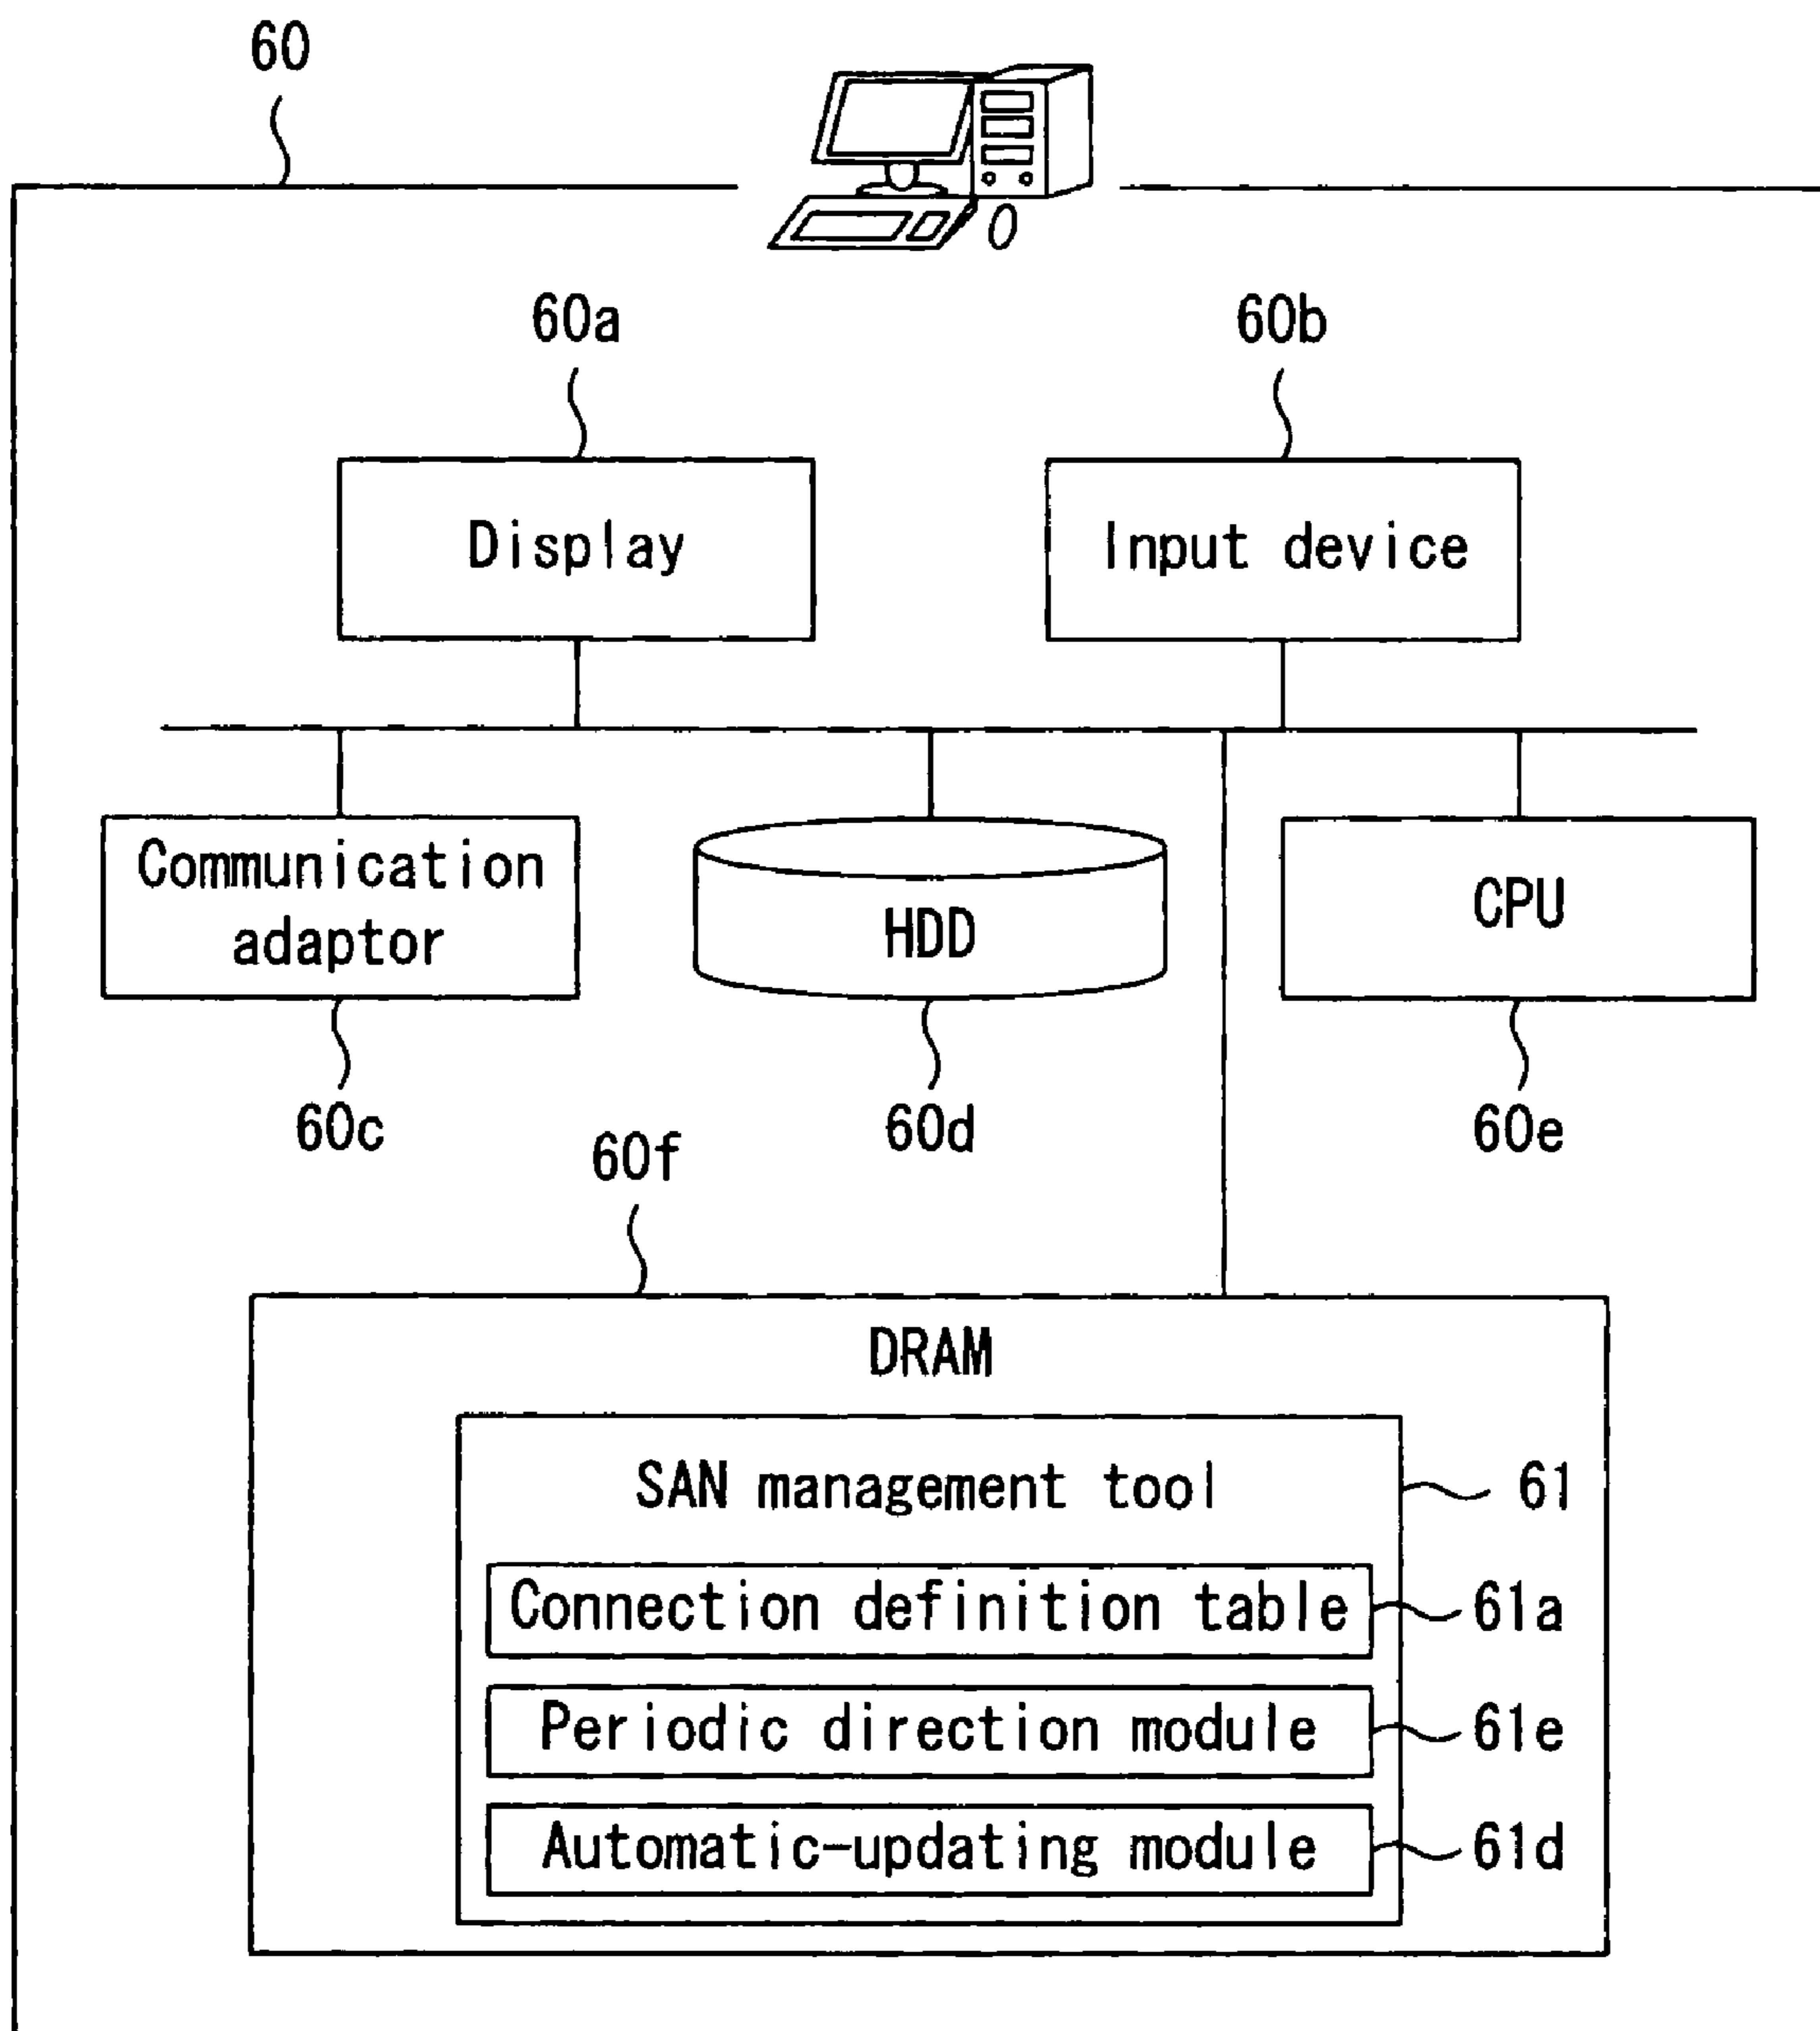 60
60a
60b
Display
Input device
Communication
adaptor
HDD
CPU
60c
60d
60e
60f
DRAM
SAN management tool
61
Connection definition table
61a
Periodic direction module
61e
Automatic-updating module
61d